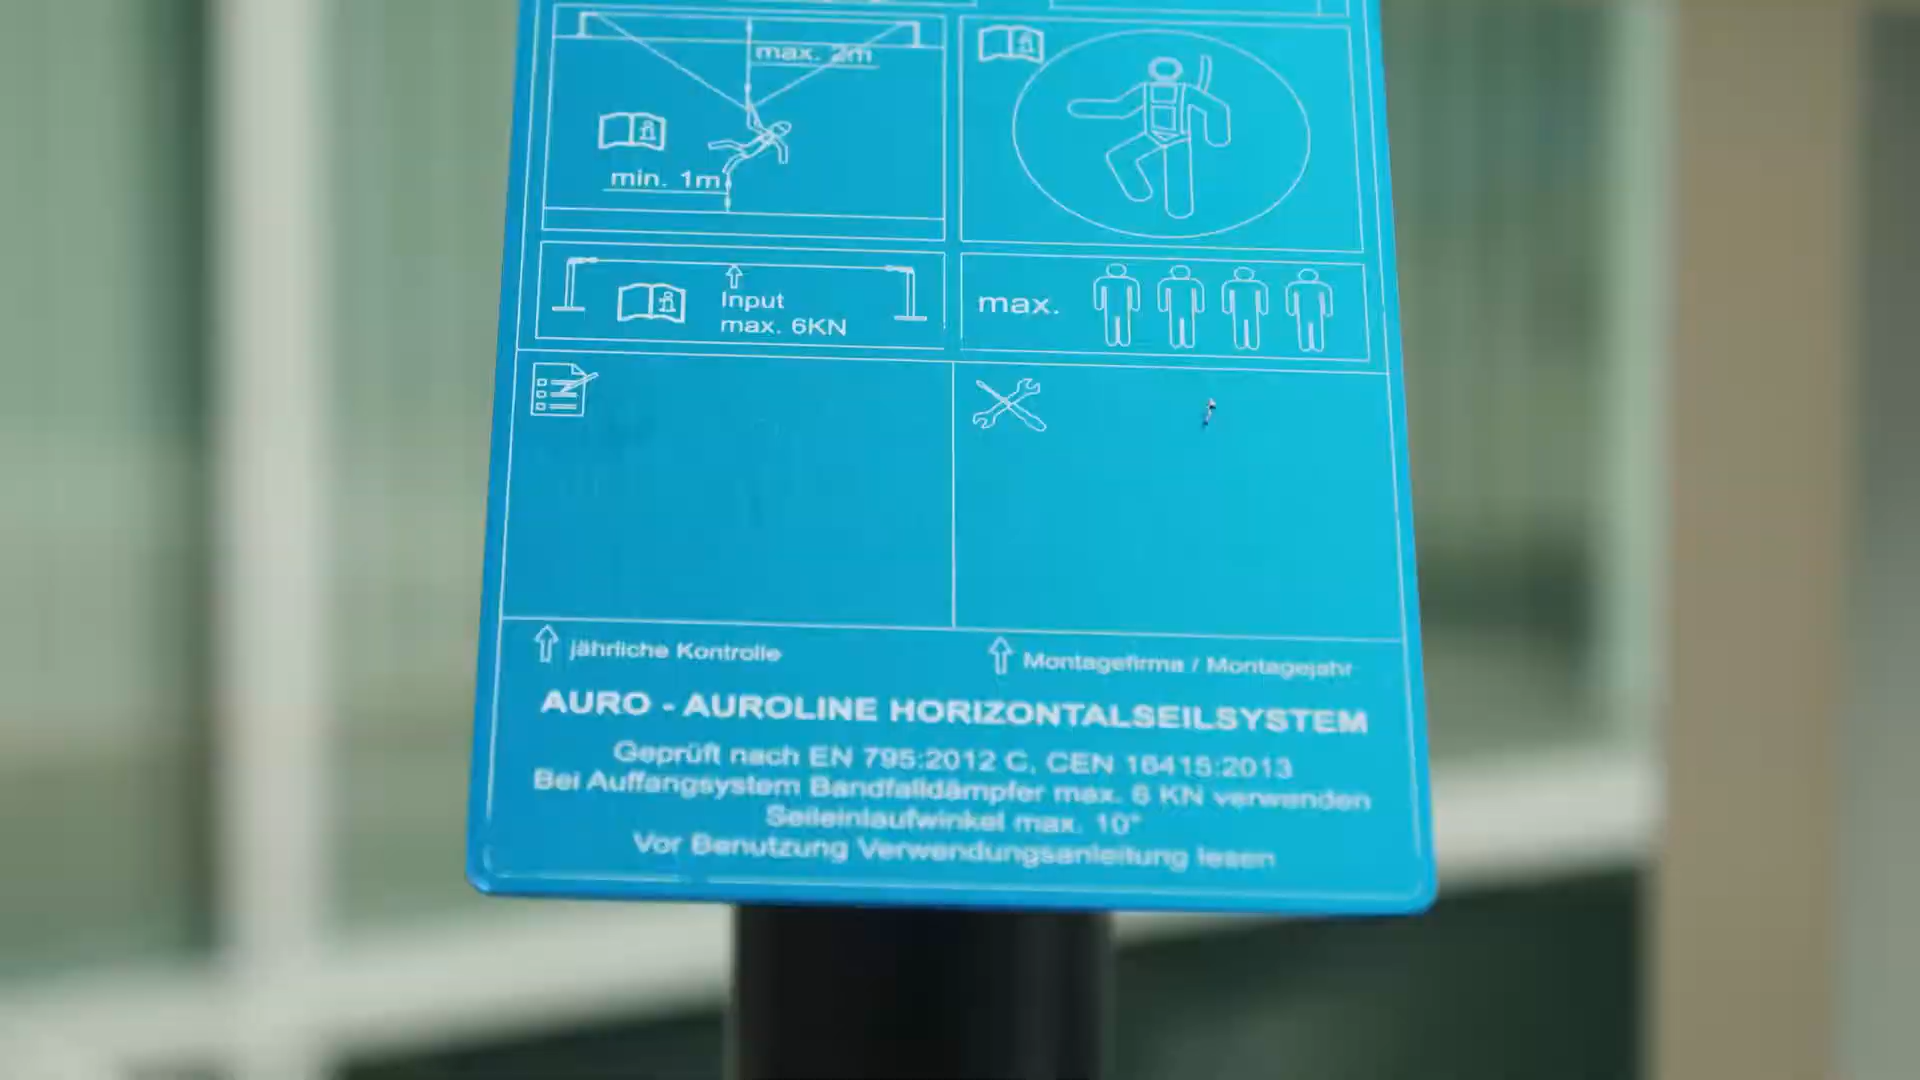 max. 2m
min. 1m
Input
max. 6KN
max.
jährliche Kontrolle
Montagefirma / Montagejahr
AURO - AUROLINE HORIZONTALSEILSYSTEM
Geprüft nach EN 795:2012 C, CEN 16415:2013
Bei Auffangsystem Bandfalldämpfer max. 6 KN verwenden
Seileinlaufwinkel max. 10°
Vor Benutzung Verwendungsanleitung lesen